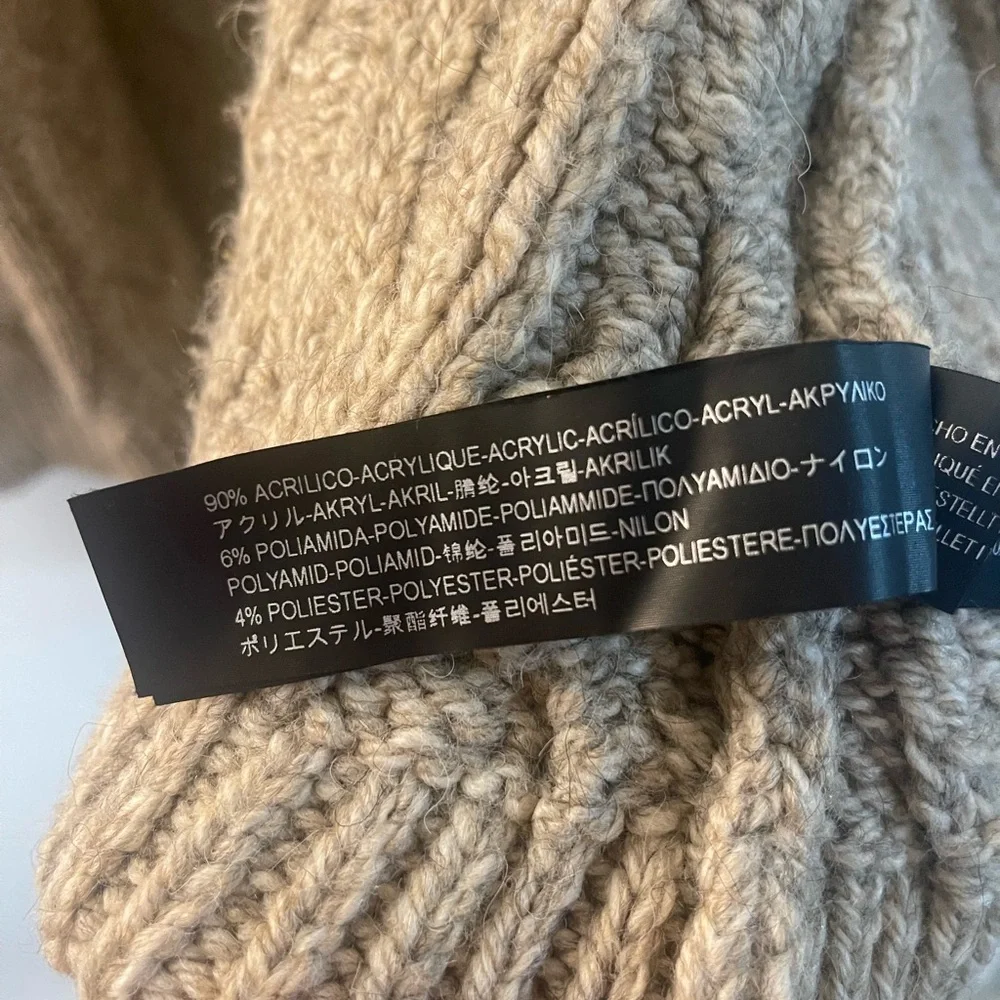 90% ACRILICO-ACRYLIQUE-ACRYLIC-ACRÍLICO-ACRYL-ΑΚΡΥΛΙΚΟ
アクリル-AKRYL-AKRIL-腈纶-아크릴-AKRILIK
6% POLIAMIDA-POLYAMIDE-POLIAMMIDE-ΠΟΛΥΑΜΙΔΙΟ-ナイロン
POLYAMID-POLIAMID-锦纶-폴리아미드-NILON
4% POLIESTER-POLYESTER-POLIÉSTER-POLIESTERE-ΠΟΛΥΕΣΤΕΡΑΣ
ポリエステル-聚酯纤维-폴리에스터
HO EN
IQUÉ E